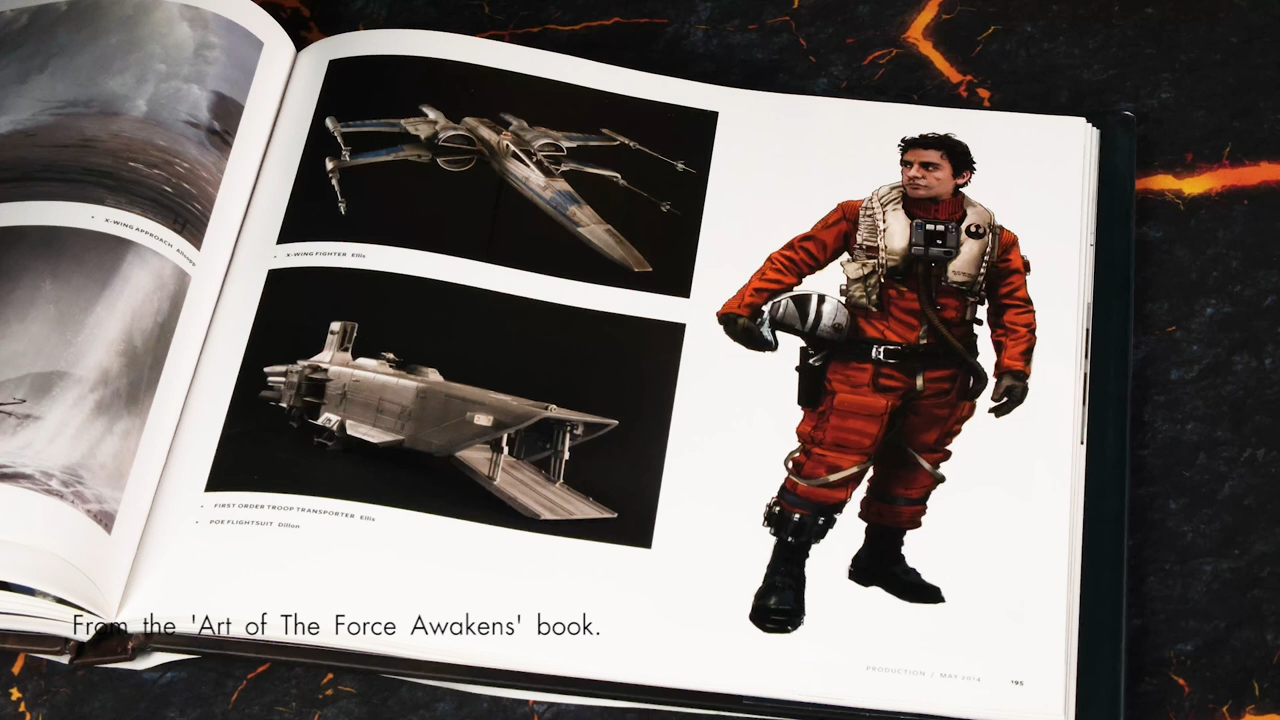 X-WING APPROACH Allsopp
X-WING FIGHTER Ellis
FIRST ORDER TROOP TRANSPORTER Ellis
POE FLIGHTSUIT Dillon
From the 'Art of The Force Awakens' book.
PRODUCTION / MAY 2014 195